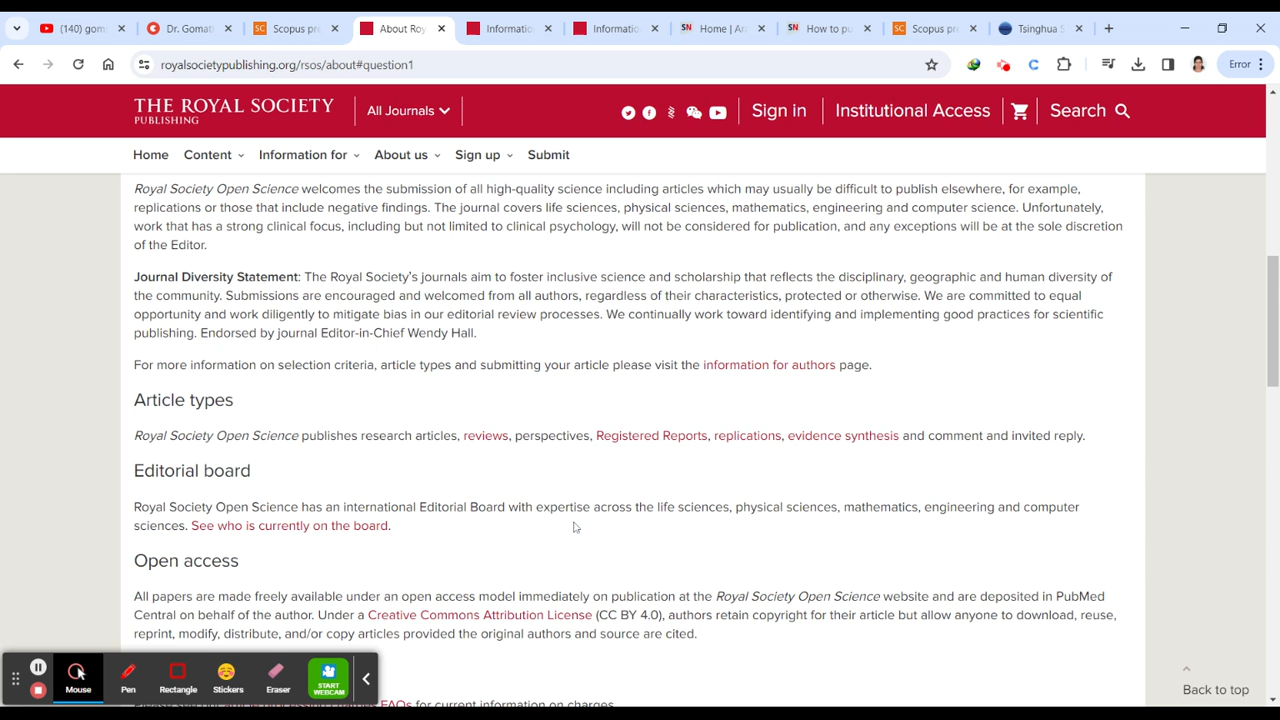 (140) gom
Dr. Gomat
Scopus pre
About Roy
Informatio
Informatio
Home | An
How to pu
Scopus pre
Tsinghua S
royalsocietypublishing.org/rsos/about#question1
Error
THE ROYAL SOCIETY
PUBLISHING
All Journals
Sign in
Institutional Access
Search
Home
Content
Information for
About us
Sign up
Submit
Royal Society Open Science welcomes the submission of all high-quality science including articles which may usually be difficult to publish elsewhere, for example,
replications or those that include negative findings. The journal covers life sciences, physical sciences, mathematics, engineering and computer science. Unfortunately,
work that has a strong clinical focus, including but not limited to clinical psychology, will not be considered for publication, and any exceptions will be at the sole discretion
of the Editor.
Journal Diversity Statement: The Royal Society's journals aim to foster inclusive science and scholarship that reflects the disciplinary, geographic and human diversity of
the community. Submissions are encouraged and welcomed from all authors, regardless of their characteristics, protected or otherwise. We are committed to equal
opportunity and work diligently to mitigate bias in our editorial review processes. We continually work toward identifying and implementing good practices for scientific
publishing. Endorsed by journal Editor-in-Chief Wendy Hall.
For more information on selection criteria, article types and submitting your article please visit the information for authors page.
Article types
Royal Society Open Science publishes research articles, reviews, perspectives, Registered Reports, replications, evidence synthesis and comment and invited reply.
Editorial board
Royal Society Open Science has an international Editorial Board with expertise across the life sciences, physical sciences, mathematics, engineering and computer
sciences. See who is currently on the board.
Open access
All papers are made freely available under an open access model immediately on publication at the Royal Society Open Science website and are deposited in PubMed
Central on behalf of the author. Under a Creative Commons Attribution License (CC BY 4.0), authors retain copyright for their article but allow anyone to download, reuse,
reprint, modify, distribute, and/or copy articles provided the original authors and source are cited.
Mouse
Pen
Rectangle
Stickers
Eraser
START
WEBCAM
Back to top
FAQs for current information on charges.